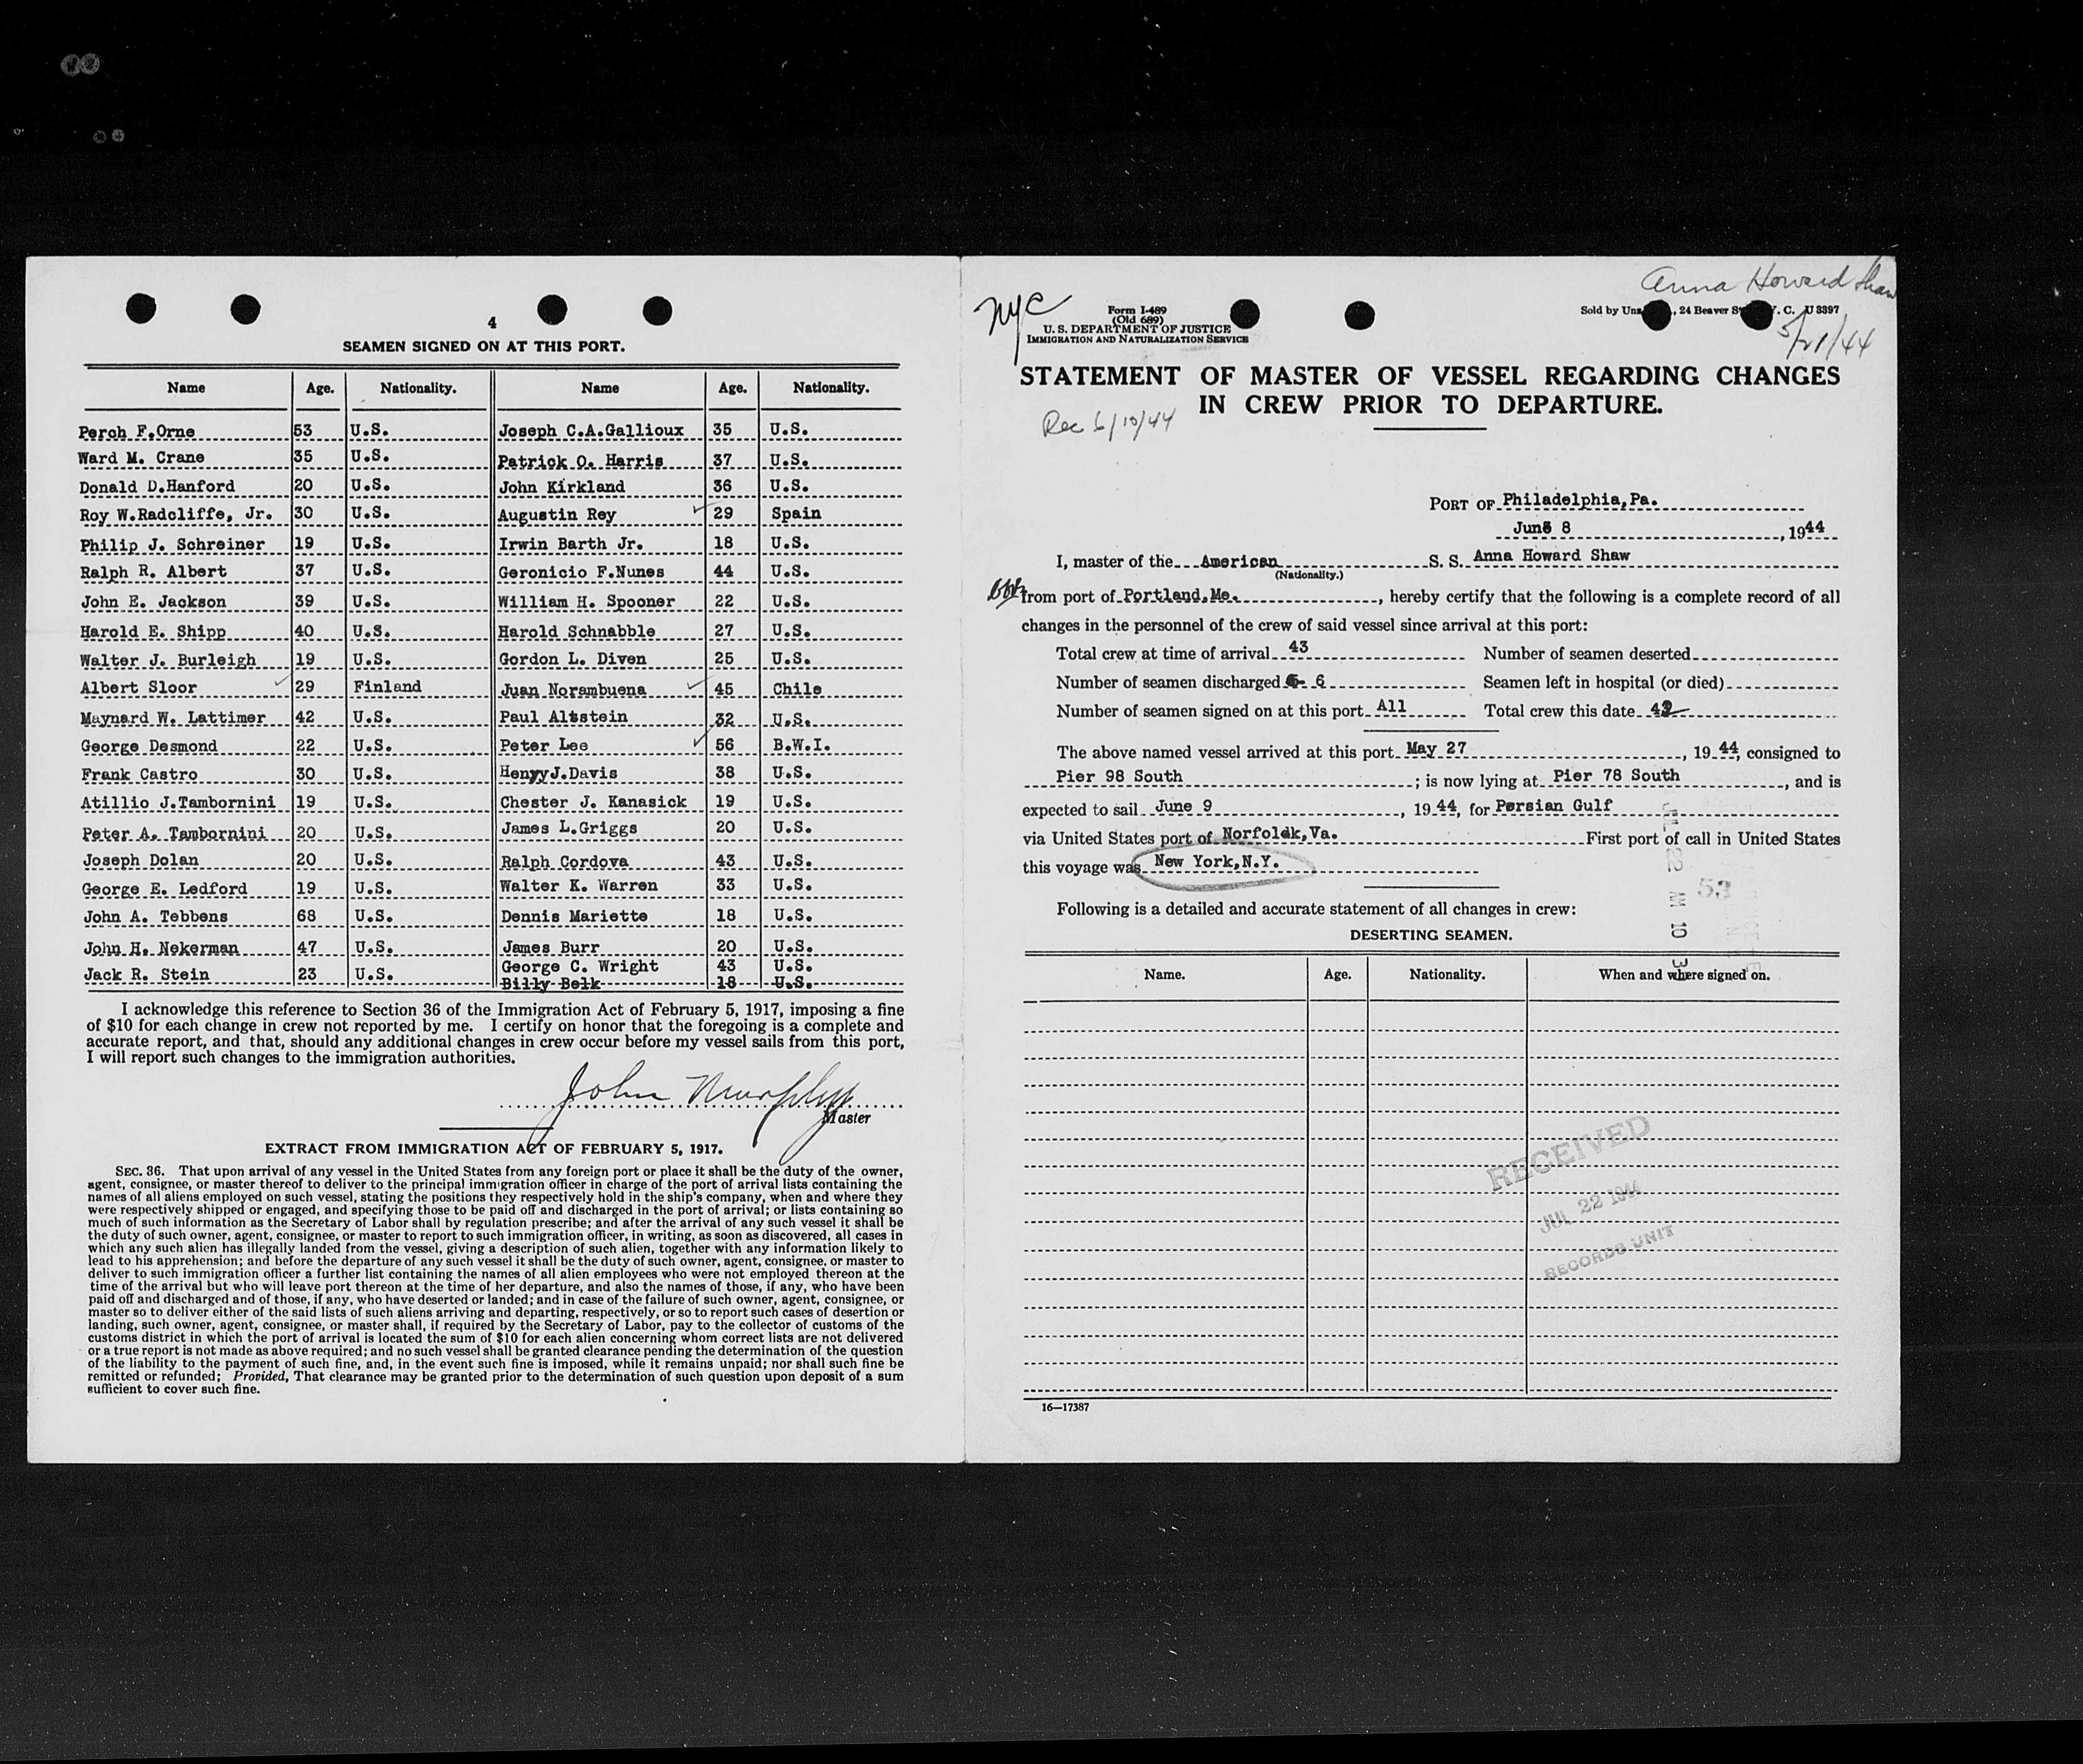 4
SEAMEN SIGNED ON AT THIS PORT.
Name Age. Nationality. Name Age. Nationality.
Perch F.Orne 53 U.S. Joseph C.A.Gallioux 35 U.S.
Ward M. Crane 35 U.S. Patrick O. Harris 37 U.S.
Donald D.Hanford 20 U.S. John Kirkland 36 U.S.
Roy W.Radcliffe, Jr. 30 U.S. Augustin Rey 29 Spain
Philip J. Schreiner 19 U.S. Irwin Barth Jr. 18 U.S.
Ralph R. Albert 37 U.S. Geronicio F.Nunes 44 U.S.
John E. Jackson 39 U.S. William H. Spooner 22 U.S.
Harold E. Shipp 40 U.S. Harold Schnabble 27 U.S.
Walter J. Burleigh 19 U.S. Gordon L. Diven 25 U.S.
Albert Sloor 29 Finland Juan Norambuena 45 Chile
Maynard W. Lattimer 42 U.S. Paul Altstein 32 U.S.
George Desmond 22 U.S. Peter Lee 56 B.W.I.
Frank Castro 30 U.S. Henyy J.Davis 38 U.S.
Atillio J.Tambornini 19 U.S. Chester J. Kanasick 19 U.S.
Peter A. Tambornini 20 U.S. James L.Griggs 20 U.S.
Joseph Dolan 20 U.S. Ralph Cordova 43 U.S.
George E. Ledford 19 U.S. Walter K. Warren 33 U.S.
John A. Tebbens 68 U.S. Dennis Mariette 18 U.S.
John H. Nekerman 47 U.S. James Burr 20 U.S.
Jack R. Stein 23 U.S. George C. Wright 43 U.S.
Billy Belk 18 U.S.
I acknowledge this reference to Section 36 of the Immigration Act of February 5, 1917, imposing a fine
of $10 for each change in crew not reported by me. I certify on honor that the foregoing is a complete and
accurate report, and that, should any additional changes in crew occur before my vessel sails from this port,
I will report such changes to the immigration authorities.
John Murphy
Master
EXTRACT FROM IMMIGRATION ACT OF FEBRUARY 5, 1917.
SEC. 36. That upon arrival of any vessel in the United States from any foreign port or place it shall be the duty of the owner,
agent, consignee, or master thereof to deliver to the principal immigration officer in charge of the port of arrival lists containing the
names of all aliens employed on such vessel, stating the positions they respectively hold in the ship's company, when and where they
were respectively shipped or engaged, and specifying those to be paid off and discharged in the port of arrival; or lists containing so
much of such information as the Secretary of Labor shall by regulation prescribe; and after the arrival of any such vessel it shall be
the duty of such owner, agent, consignee, or master to report to such immigration officer, in writing, as soon as discovered, all cases in
which any such alien has illegally landed from the vessel, giving a description of such alien, together with any information likely to
lead to his apprehension; and before the departure of any such vessel it shall be the duty of such owner, agent, consignee, or master to
deliver to such immigration officer a further list containing the names of all alien employees who were not employed thereon at the
time of the arrival but who will leave port thereon at the time of her departure, and also the names of those, if any, who have been
paid off and discharged and of those, if any, who have deserted or landed; and in case of the failure of such owner, agent, consignee, or
master so to deliver either of the said lists of such aliens arriving and departing, respectively, or so to report such cases of desertion or
landing, such owner, agent, consignee, or master shall, if required by the Secretary of Labor, pay to the collector of customs of the
customs district in which the port of arrival is located the sum of $10 for each alien concerning whom correct lists are not delivered
or a true report is not made as above required; and no such vessel shall be granted clearance pending the determination of the question
of the liability to the payment of such fine, and, in the event such fine is imposed, while it remains unpaid; nor shall such fine be
remitted or refunded; Provided, That clearance may be granted prior to the determination of such question upon deposit of a sum
sufficient to cover such fine.
Anna Howard Shaw
NYC
Form I-489
(Old 689)
U. S. DEPARTMENT OF JUSTICE
IMMIGRATION AND NATURALIZATION SERVICE
Sold by 24 Beaver C. U 3397
5/21/44
STATEMENT OF MASTER OF VESSEL REGARDING CHANGES
IN CREW PRIOR TO DEPARTURE.
Rec 6/10/44
PORT OF Philadelphia,Pa.
June 8, 1944
I, master of the American S. S. Anna Howard Shaw
(Nationality.)
from port of Portland,Me., hereby certify that the following is a complete record of all
changes in the personnel of the crew of said vessel since arrival at this port:
Total crew at time of arrival 43 Number of seamen deserted
Number of seamen discharged 6 Seamen left in hospital (or died)
Number of seamen signed on at this port All Total crew this date 42
The above named vessel arrived at this port May 27, 1944, consigned to
Pier 98 South; is now lying at Pier 78 South, and is
expected to sail June 9, 1944, for Persian Gulf
via United States port of Norfoldk,Va. First port of call in United States
this voyage was New York,N.Y.
53
JUL 22 AM 10 3
Following is a detailed and accurate statement of all changes in crew:
DESERTING SEAMEN.
Name. Age. Nationality. When and where signed on.
RECEIVED
JUL 22 1944
RECORDS UNIT
16—17387